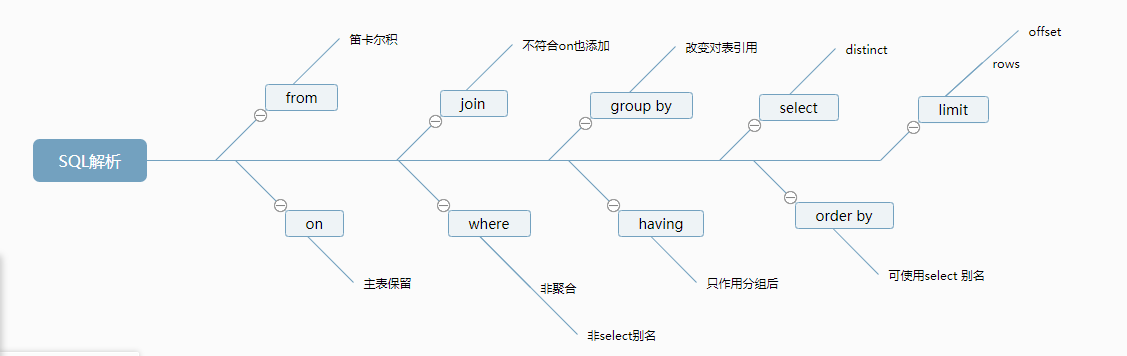 SQL解析
from
笛卡尔积
on
主表保留
join
不符合on也添加
where
非聚合
非select别名
group by
改变对表引用
having
只作用分组后
select
distinct
order by
可使用select 别名
limit
offset
rows